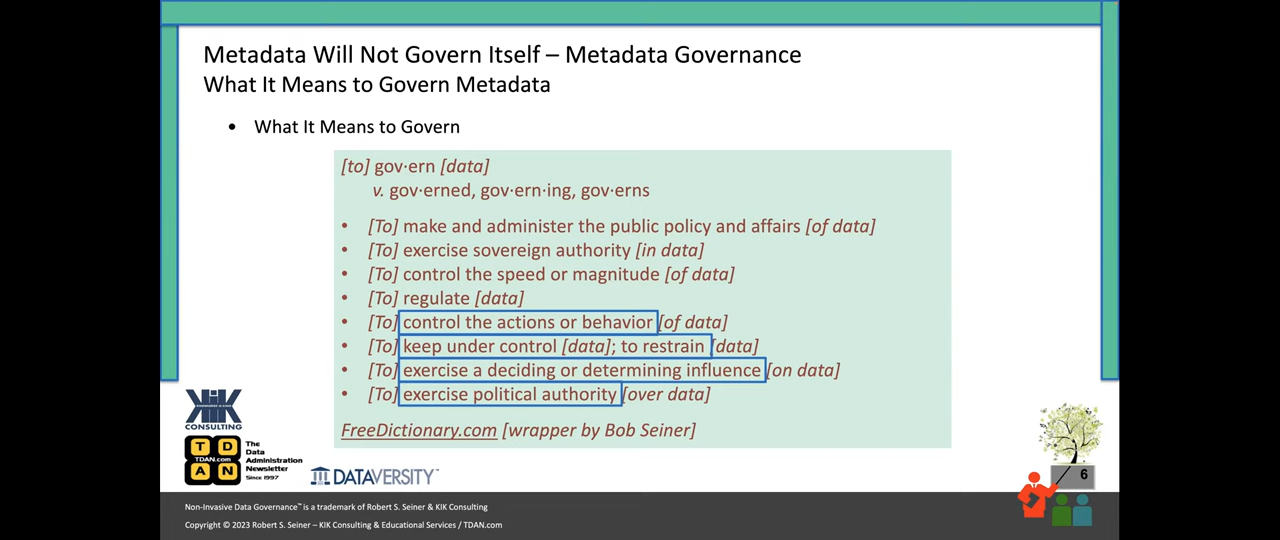 Metadata Will Not Govern Itself – Metadata Governance
What It Means to Govern Metadata
• What It Means to Govern
[to] gov·ern [data]
v. gov·erned, gov·ern·ing, gov·erns
• [To] make and administer the public policy and affairs [of data]
• [To] exercise sovereign authority [in data]
• [To] control the speed or magnitude [of data]
• [To] regulate [data]
• [To] control the actions or behavior [of data]
• [To] keep under control [data]; to restrain [data]
• [To] exercise a deciding or determining influence [on data]
• [To] exercise political authority [over data]
FreeDictionary.com [wrapper by Bob Seiner]
KIK
CONSULTING
T D
TDAN.com
A N
The
Data
Administration
Newsletter
Since 1997
DATAVERSITY™
6
Non-Invasive Data Governance™ is a trademark of Robert S. Seiner & KIK Consulting
Copyright © 2023 Robert S. Seiner – KIK Consulting & Educational Services / TDAN.com